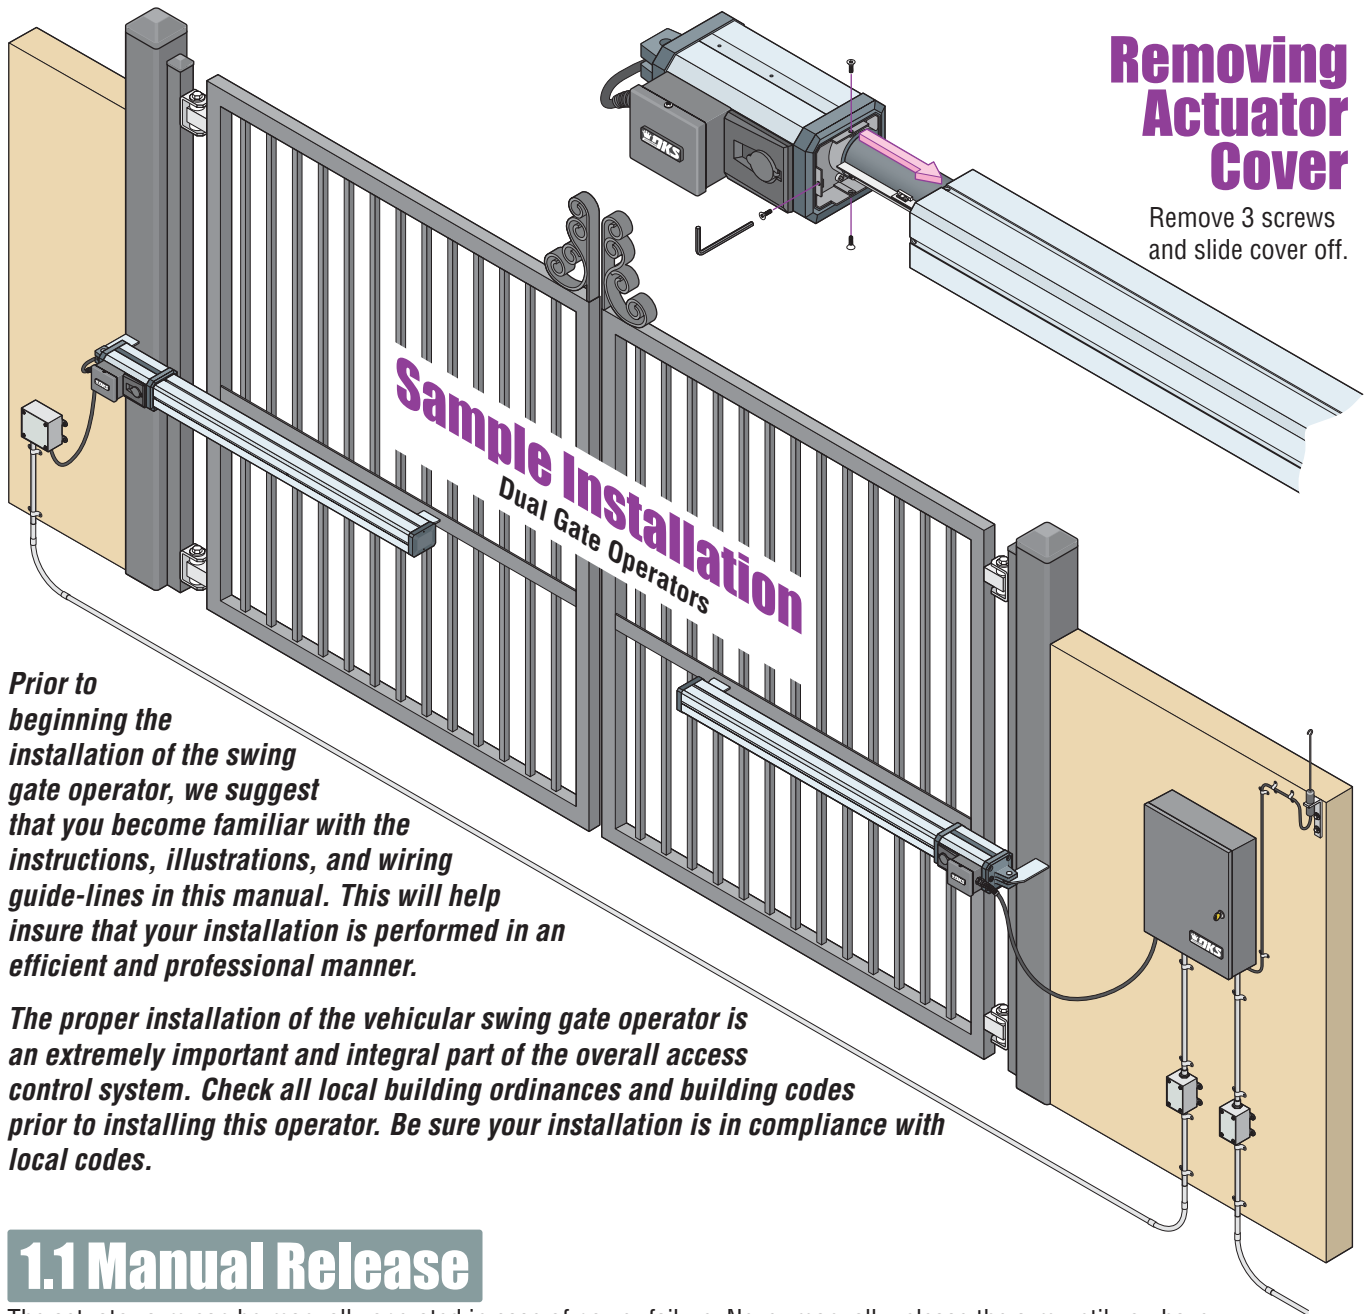 Removing
Actuator
Cover
Remove 3 screws
and slide cover off.
DKS
Sample Installation
Dual Gate Operators
DKS
DKS
DKS
Prior to
beginning the
installation of the swing
gate operator, we suggest
that you become familiar with the
instructions, illustrations, and wiring
guide-lines in this manual. This will help
insure that your installation is performed in an
efficient and professional manner.
The proper installation of the vehicular swing gate operator is
an extremely important and integral part of the overall access
control system. Check all local building ordinances and building codes
prior to installing this operator. Be sure your installation is in compliance with
local codes.
1.1 Manual Release